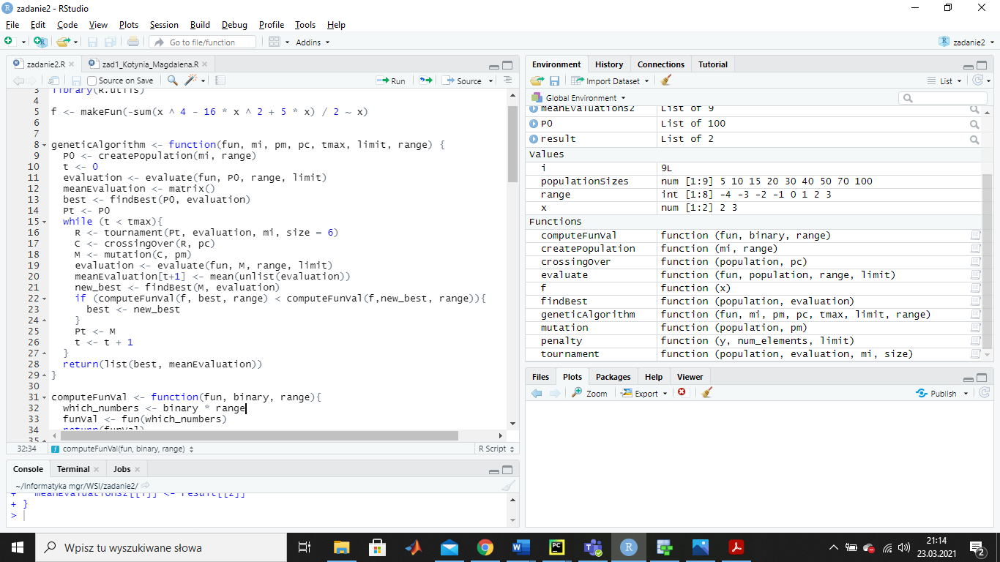 zadanie2 - RStudio
File Edit Code View Plots Session Build Debug Profile Tools Help
Go to file/function Addins zadanie2
zadanie2.R zad1_Kotynia_Magdalena.R
Source on Save Run Source
3 library(R.utils)
4
5 f <- makeFun(-sum(x ^ 4 - 16 * x ^ 2 + 5 * x) / 2 ~ x)
6
7
8 geneticAlgorithm <- function(fun, mi, pm, pc, tmax, limit, range) {
9 P0 <- createPopulation(mi, range)
10 t <- 0
11 evaluation <- evaluate(fun, P0, range, limit)
12 meanEvaluation <- matrix()
13 best <- findBest(P0, evaluation)
14 Pt <- P0
15 while (t < tmax){
16 R <- tournament(Pt, evaluation, mi, size = 6)
17 C <- crossingOver(R, pc)
18 M <- mutation(C, pm)
19 evaluation <- evaluate(fun, M, range, limit)
20 meanEvaluation[t+1] <- mean(unlist(evaluation))
21 new_best <- findBest(M, evaluation)
22 if (computeFunVal(f, best, range) < computeFunVal(f,new_best, range)){
23 best <- new_best
24 }
25 Pt <- M
26 t <- t + 1
27 }
28 return(list(best, meanEvaluation))
29 }
30
31 computeFunVal <- function(fun, binary, range){
32 which_numbers <- binary * range
33 funVal <- fun(which_numbers)
34 return(funVal)
35
32:34 computeFunVal(fun, binary, range) R Script
Console Terminal Jobs
~/Informatyka mgr/WSI/zadanie2/
+ meanEvaluations2[[i]] <- result[[2]]
+ }
>
Environment History Connections Tutorial
Import Dataset List
Global Environment
meanEvaluations2 List of 9
P0 List of 100
result List of 2
Values
i 9L
populationSizes num [1:9] 5 10 15 20 30 40 50 70 100
range int [1:8] -4 -3 -2 -1 0 1 2 3
x num [1:2] 2 3
Functions
computeFunVal function (fun, binary, range)
createPopulation function (mi, range)
crossingOver function (population, pc)
evaluate function (fun, population, range, limit)
f function (x)
findBest function (population, evaluation)
geneticAlgorithm function (fun, mi, pm, pc, tmax, limit, range)
mutation function (population, pm)
penalty function (y, num_elements, limit)
tournament function (population, evaluation, mi, size)
Files Plots Packages Help Viewer
Zoom Export Publish
Wpisz tu wyszukiwane słowa
21:14
23.03.2021
2